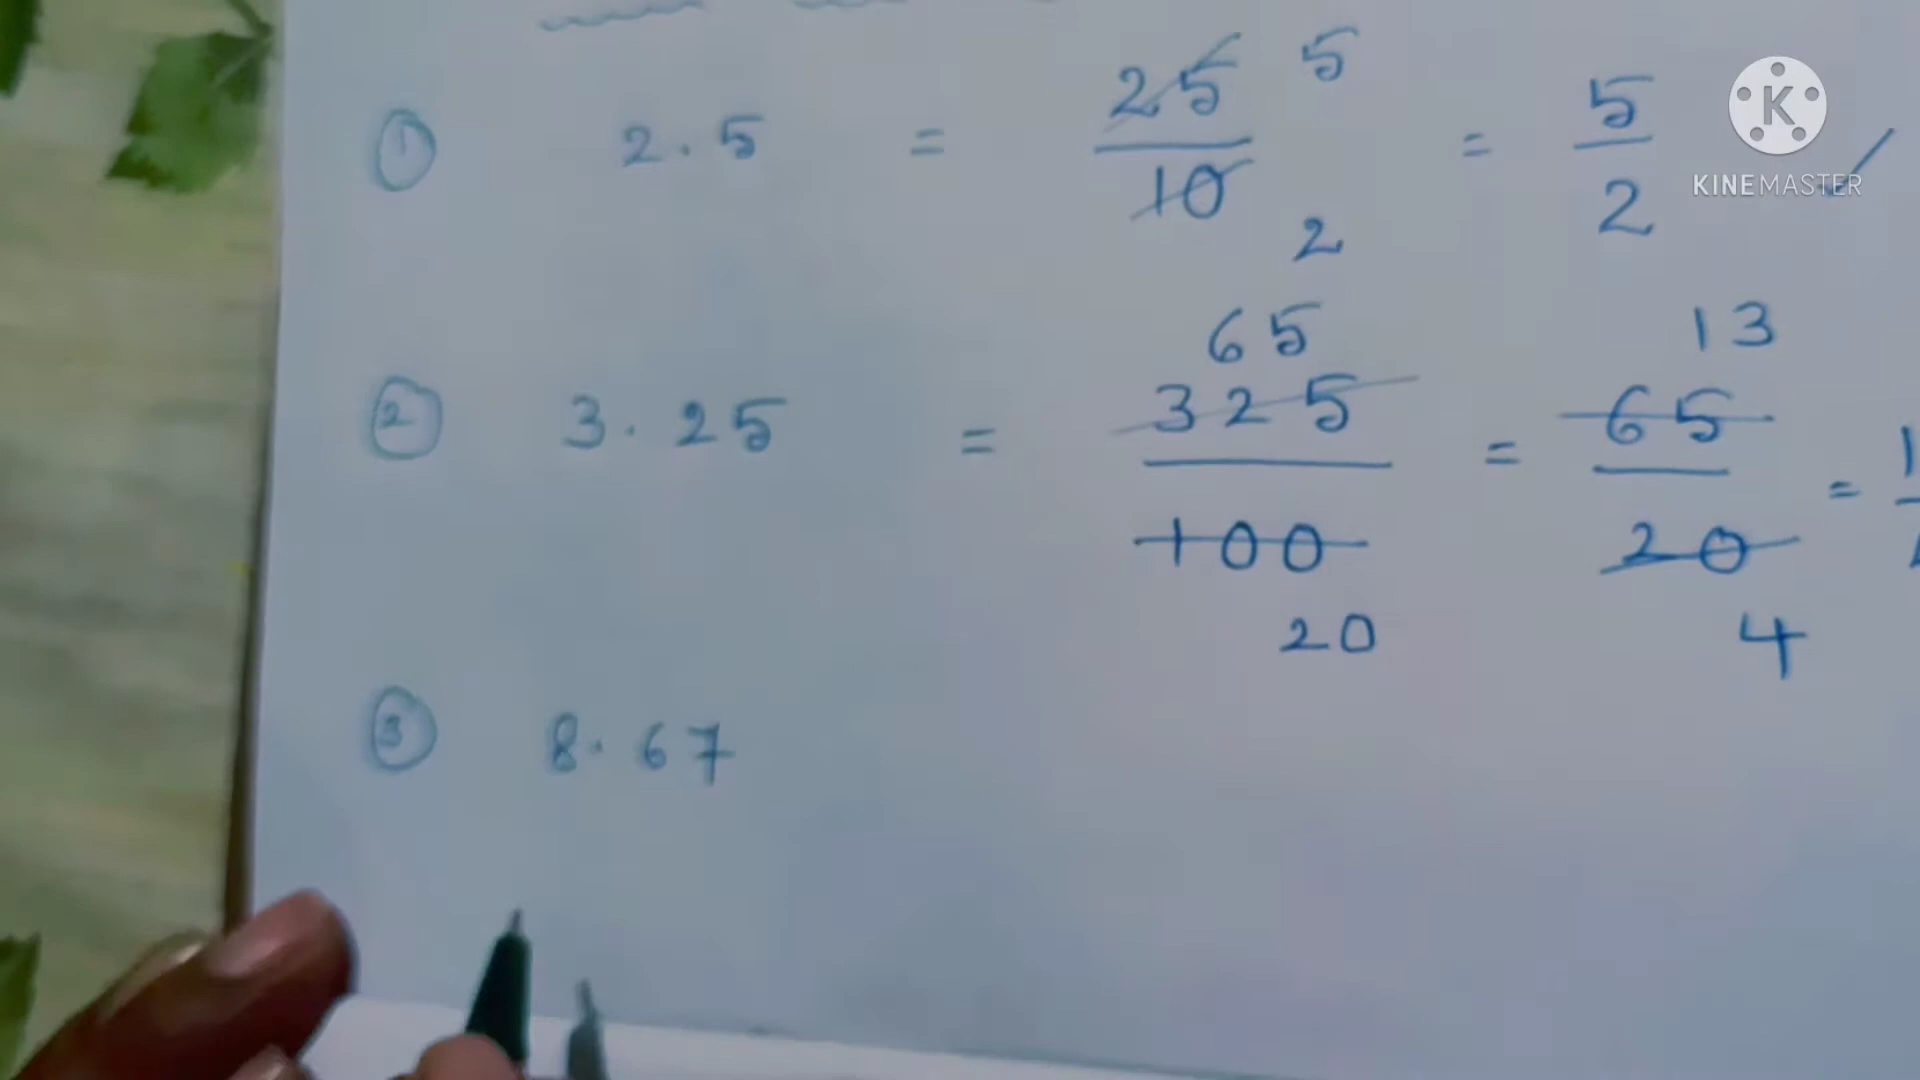 ① 2.5 = 25/10 5 2 = 5/2 ✓
② 3.25 = 65 325/100 20 = 13 65/20 4 =
③ 8.67
K
KINEMASTER